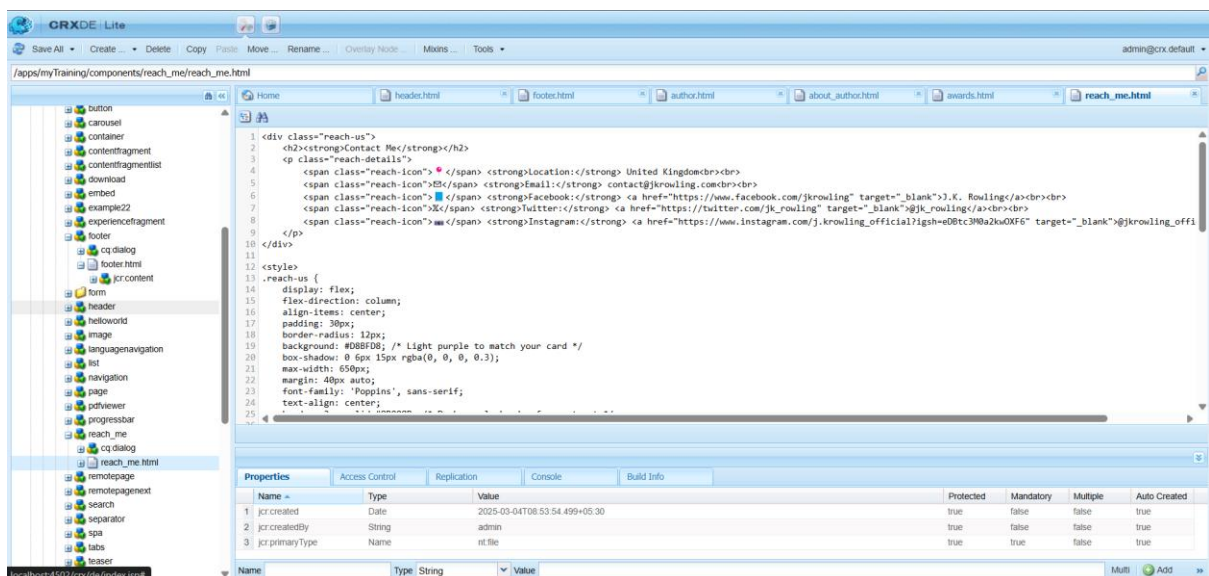 CRXDE | Lite
Save All Create ... Delete Copy Paste Move ... Rename ... Overlay Node ... Mixins ... Tools admin@crx.default
/apps/myTraining/components/reach_me/reach_me.html
Home header.html footer.html author.html about_author.html awards.html reach_me.html
button
carousel
container
contentfragment
contentfragmentlist
download
embed
example22
experiencefragment
footer
cq:dialog
footer.html
jcr:content
form
header
helloworld
image
languagenavigation
list
navigation
page
pdfviewer
progressbar
reach_me
cq:dialog
reach_me.html
remotepage
remotepagenext
search
separator
spa
tabs
teaser
localhost:4502/crx/de/index.jsp#
1 <div class="reach-us">
2 <h2><strong>Contact Me</strong></h2>
3 <p class="reach-details">
4 <span class="reach-icon">📍</span> <strong>Location:</strong> United Kingdom<br><br>
5 <span class="reach-icon">✉</span> <strong>Email:</strong> contact@jkrowling.com<br><br>
6 <span class="reach-icon">📘</span> <strong>Facebook:</strong> <a href="https://www.facebook.com/jkrowling" target="_blank">J.K. Rowling</a><br><br>
7 <span class="reach-icon">X</span> <strong>Twitter:</strong> <a href="https://twitter.com/jk_rowling" target="_blank">@jk_rowling</a><br><br>
8 <span class="reach-icon">📷</span> <strong>Instagram:</strong> <a href="https://www.instagram.com/j.krowling_official?igsh=eDBtc3M0a2kwOXF6" target="_blank">@jkrowling_offi
9 </p>
10 </div>
11
12 <style>
13 .reach-us {
14 display: flex;
15 flex-direction: column;
16 align-items: center;
17 padding: 30px;
18 border-radius: 12px;
19 background: #D8BFD8; /* Light purple to match your card */
20 box-shadow: 0 6px 15px rgba(0, 0, 0, 0.3);
21 max-width: 650px;
22 margin: 40px auto;
23 font-family: 'Poppins', sans-serif;
24 text-align: center;
25
Properties Access Control Replication Console Build Info
Name Type Value Protected Mandatory Multiple Auto Created
1 jcr:created Date 2025-03-04T08:53:54.499+05:30 true false false true
2 jcr:createdBy String admin true false false true
3 jcr:primaryType Name nt:file true true false true
Name Type String Value Multi Add